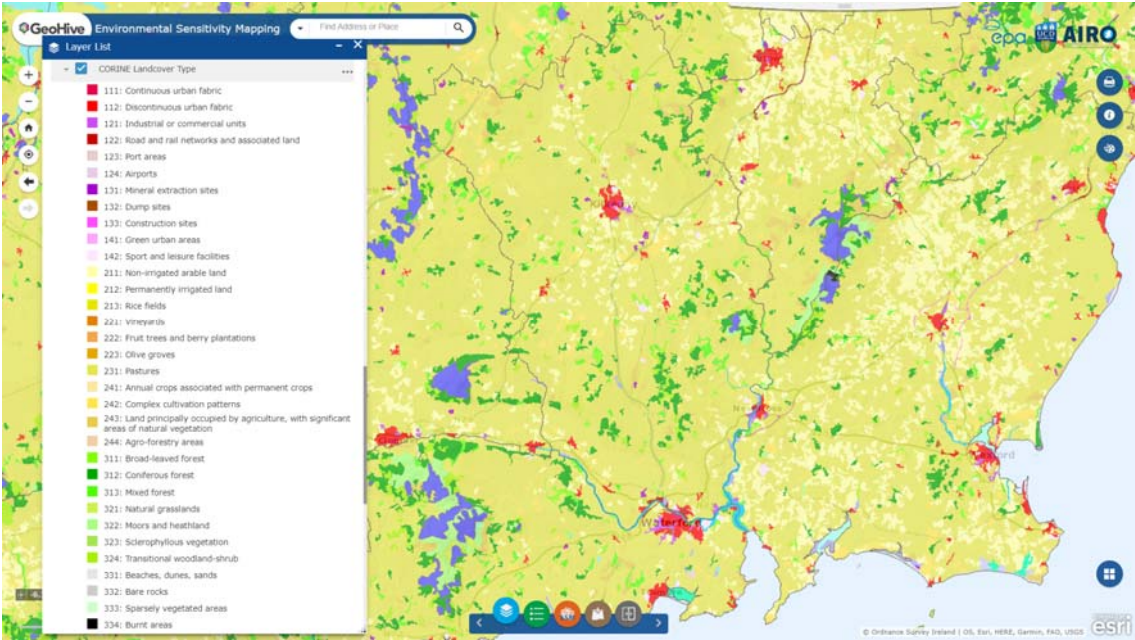 GeoHive Environmental Sensitivity Mapping
Find Address or Place
epa UCD AIRO
Layer List
CORINE Landcover Type
111: Continuous urban fabric
112: Discontinuous urban fabric
121: Industrial or commercial units
122: Road and rail networks and associated land
123: Port areas
124: Airports
131: Mineral extraction sites
132: Dump sites
133: Construction sites
141: Green urban areas
142: Sport and leisure facilities
211: Non-irrigated arable land
212: Permanently irrigated land
213: Rice fields
221: Vineyards
222: Fruit trees and berry plantations
223: Olive groves
231: Pastures
241: Annual crops associated with permanent crops
242: Complex cultivation patterns
243: Land principally occupied by agriculture, with significant
areas of natural vegetation
244: Agro-forestry areas
311: Broad-leaved forest
312: Coniferous forest
313: Mixed forest
321: Natural grasslands
322: Moors and heathland
323: Sclerophyllous vegetation
324: Transitional woodland-shrub
331: Beaches, dunes, sands
332: Bare rocks
333: Sparsely vegetated areas
334: Burnt areas
Waterford
© Ordnance Survey Ireland | OS, Esri, HERE, Garmin, FAO, USGS
esri